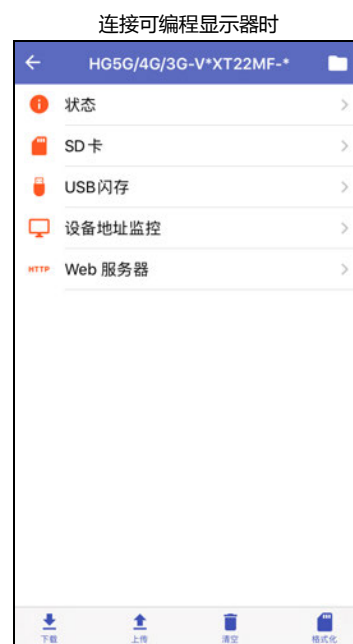 连接可编程显示器时
HG5G/4G/3G-V*XT22MF-*
状态
SD卡
USB闪存
设备地址监控
HTTP Web 服务器
下载 上传 清空 格式化